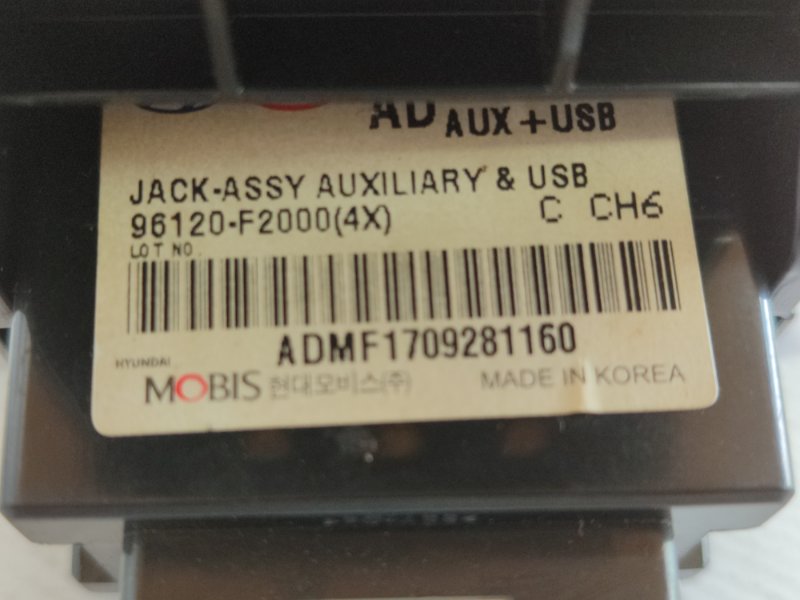 AD AUX+USB
JACK-ASSY AUXILIARY & USB
96120-F2000(4X) C CH6
LOT NO.
ADMF1709281160
HYUNDAI
MOBIS 현대모비스(주) MADE IN KOREA